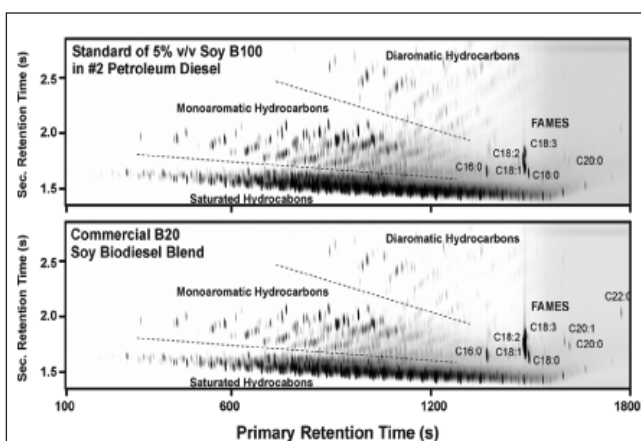 Standard of 5% v/v Soy B100
in #2 Petroleum Diesel
Diaromatic Hydrocarbons
Monoaromatic Hydrocarbons
FAMES
C18:3
C18:2
C16:0
C18:1
C18:0
C20:0
Saturated Hydrocabons
Sec. Retention Time (s)
2.5
2.0
1.5
Commercial B20
Soy Biodiesel Blend
Diaromatic Hydrocarbons
Monoaromatic Hydrocarbons
C22:0
FAMES
C18:3
C20:1
C18:2
C20:0
C16:0
C18:1
C18:0
Saturated Hydrocabons
Sec. Retention Time (s)
2.5
2.0
1.5
100 600 1200 1800
Primary Retention Time (s)